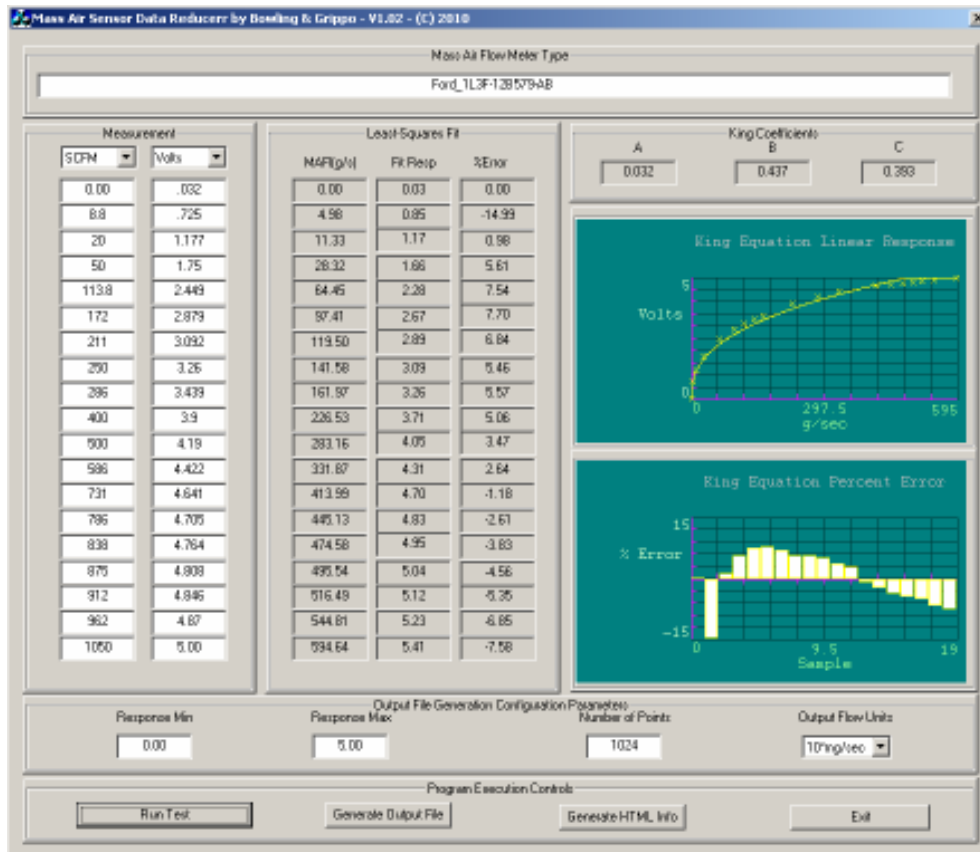 Mass Air Sensor Data Reducerr by Bowling & Grippo - V1.02 - (C) 2010
Mass Air Flow Meter Type
Ford_1L3F-12B579-AB
Measurement
SCFM Volts
0.00 .032
8.8 .725
20 1.177
50 1.75
113.8 2.449
172 2.879
211 3.092
250 3.26
286 3.439
400 3.9
500 4.19
586 4.422
731 4.641
786 4.705
838 4.764
875 4.808
912 4.846
962 4.87
1050 5.00
Least-Squares Fit
MAF(g/s) Fit Resp %Error
0.00 0.03 0.00
4.98 0.85 -14.99
11.33 1.17 0.98
28.32 1.66 5.61
64.45 2.28 7.54
97.41 2.67 7.70
119.50 2.89 6.84
141.58 3.09 5.46
161.97 3.26 5.57
226.53 3.71 5.06
283.16 4.05 3.47
331.87 4.31 2.64
413.99 4.70 -1.18
445.13 4.83 -2.61
474.58 4.95 -3.83
495.54 5.04 -4.56
516.49 5.12 -5.35
544.81 5.23 -6.85
594.64 5.41 -7.58
King Coefficients
A B C
0.032 0.437 0.393
King Equation Linear Response
5
Volts
0
0 297.5 595
g/sec
King Equation Percent Error
15
% Error
-15
0 9.5 19
Sample
Output File Generation Configuration Parameters
Response Min Response Max Number of Points Output Flow Units
0.00 5.00 1024 10*mg/sec
Program Execution Controls
Run Test Generate Output File Generate HTML Info Exit